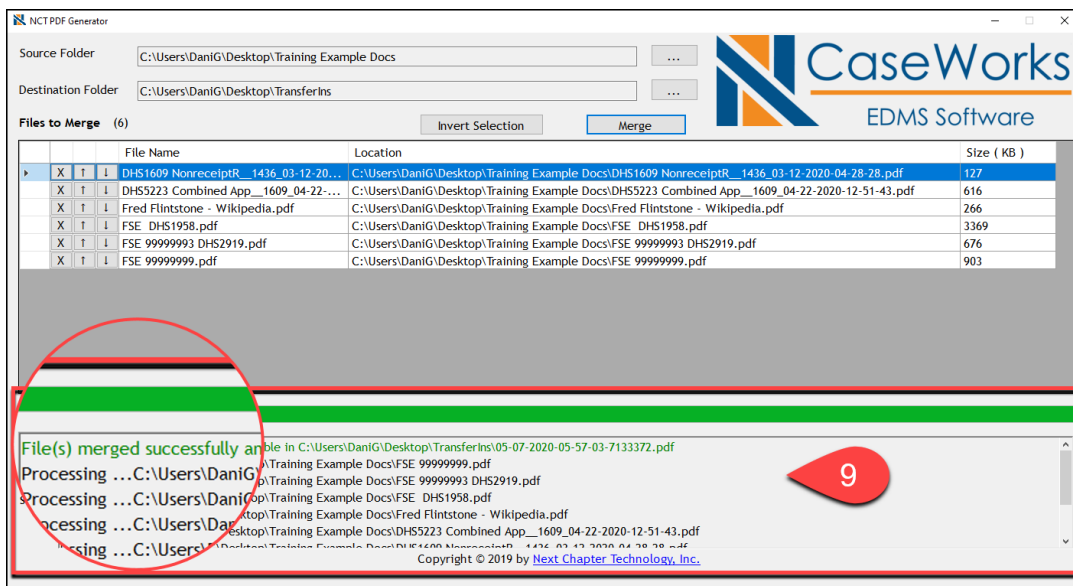 NCT PDF Generator
Source Folder C:\Users\DaniG\Desktop\Training Example Docs ...
CaseWorks
Destination Folder C:\Users\DaniG\Desktop\TransferIns ...
EDMS Software
Files to Merge (6) Invert Selection Merge
File Name Location Size ( KB )
X ↑ ↓ DHS1609 NonreceiptR__1436_03-12-20... C:\Users\DaniG\Desktop\Training Example Docs\DHS1609 NonreceiptR__1436_03-12-2020-04-28-28.pdf 127
X ↑ ↓ DHS5223 Combined App__1609_04-22-... C:\Users\DaniG\Desktop\Training Example Docs\DHS5223 Combined App__1609_04-22-2020-12-51-43.pdf 616
X ↑ ↓ Fred Flintstone - Wikipedia.pdf C:\Users\DaniG\Desktop\Training Example Docs\Fred Flintstone - Wikipedia.pdf 266
X ↑ ↓ FSE DHS1958.pdf C:\Users\DaniG\Desktop\Training Example Docs\FSE DHS1958.pdf 3369
X ↑ ↓ FSE 99999993 DHS2919.pdf C:\Users\DaniG\Desktop\Training Example Docs\FSE 99999993 DHS2919.pdf 676
X ↑ ↓ FSE 99999999.pdf C:\Users\DaniG\Desktop\Training Example Docs\FSE 99999999.pdf 903
File(s) merged successfully an ble in C:\Users\DaniG\Desktop\TransferIns\05-07-2020-05-57-03-7133372.pdf
Processing ...C:\Users\DaniG \Training Example Docs\FSE 99999999.pdf
Processing ...C:\Users\DaniG op\Training Example Docs\FSE 99999993 DHS2919.pdf
Processing ...C:\Users\DaniG op\Training Example Docs\FSE DHS1958.pdf
ocessing ...C:\Users\Dan ktop\Training Example Docs\Fred Flintstone - Wikipedia.pdf
ssing ...C:\Users\ esktop\Training Example Docs\DHS5223 Combined App__1609_04-22-2020-12-51-43.pdf
9
Copyright © 2019 by Next Chapter Technology, Inc.